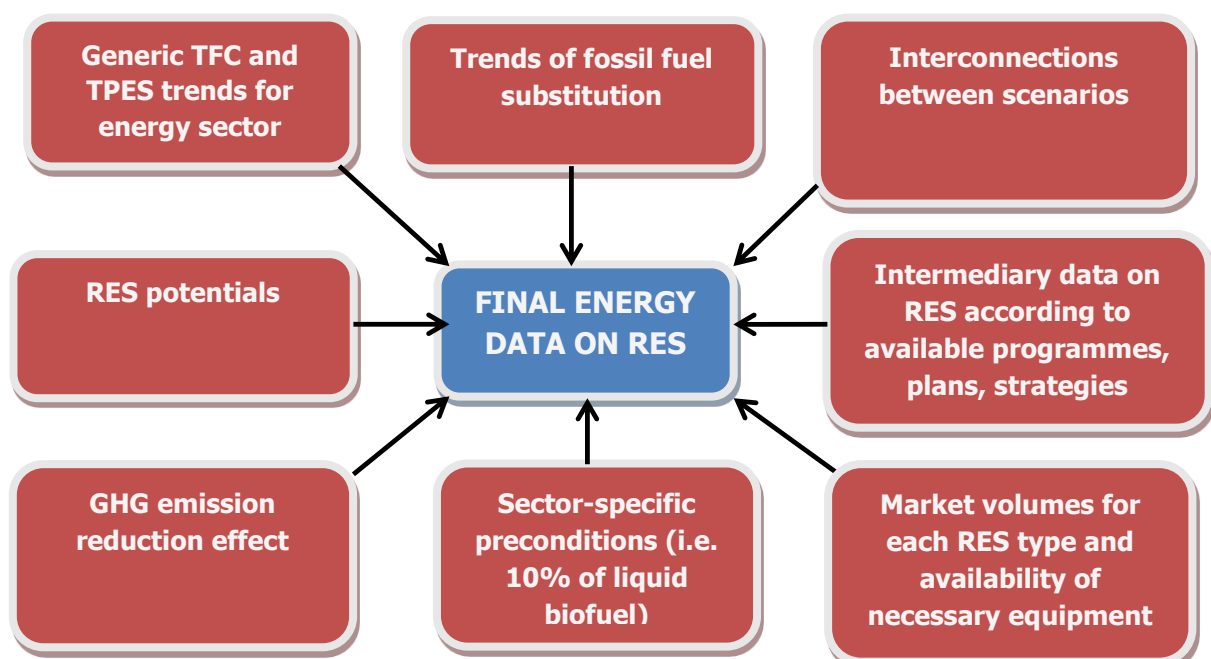 Generic TFC and
TPES trends for
energy sector
Trends of fossil fuel
substitution
Interconnections
between scenarios
RES potentials
FINAL ENERGY
DATA ON RES
Intermediary data on
RES according to
available programmes,
plans, strategies
GHG emission
reduction effect
Sector-specific
preconditions (i.e.
10% of liquid
biofuel)
Market volumes for
each RES type and
availability of
necessary equipment